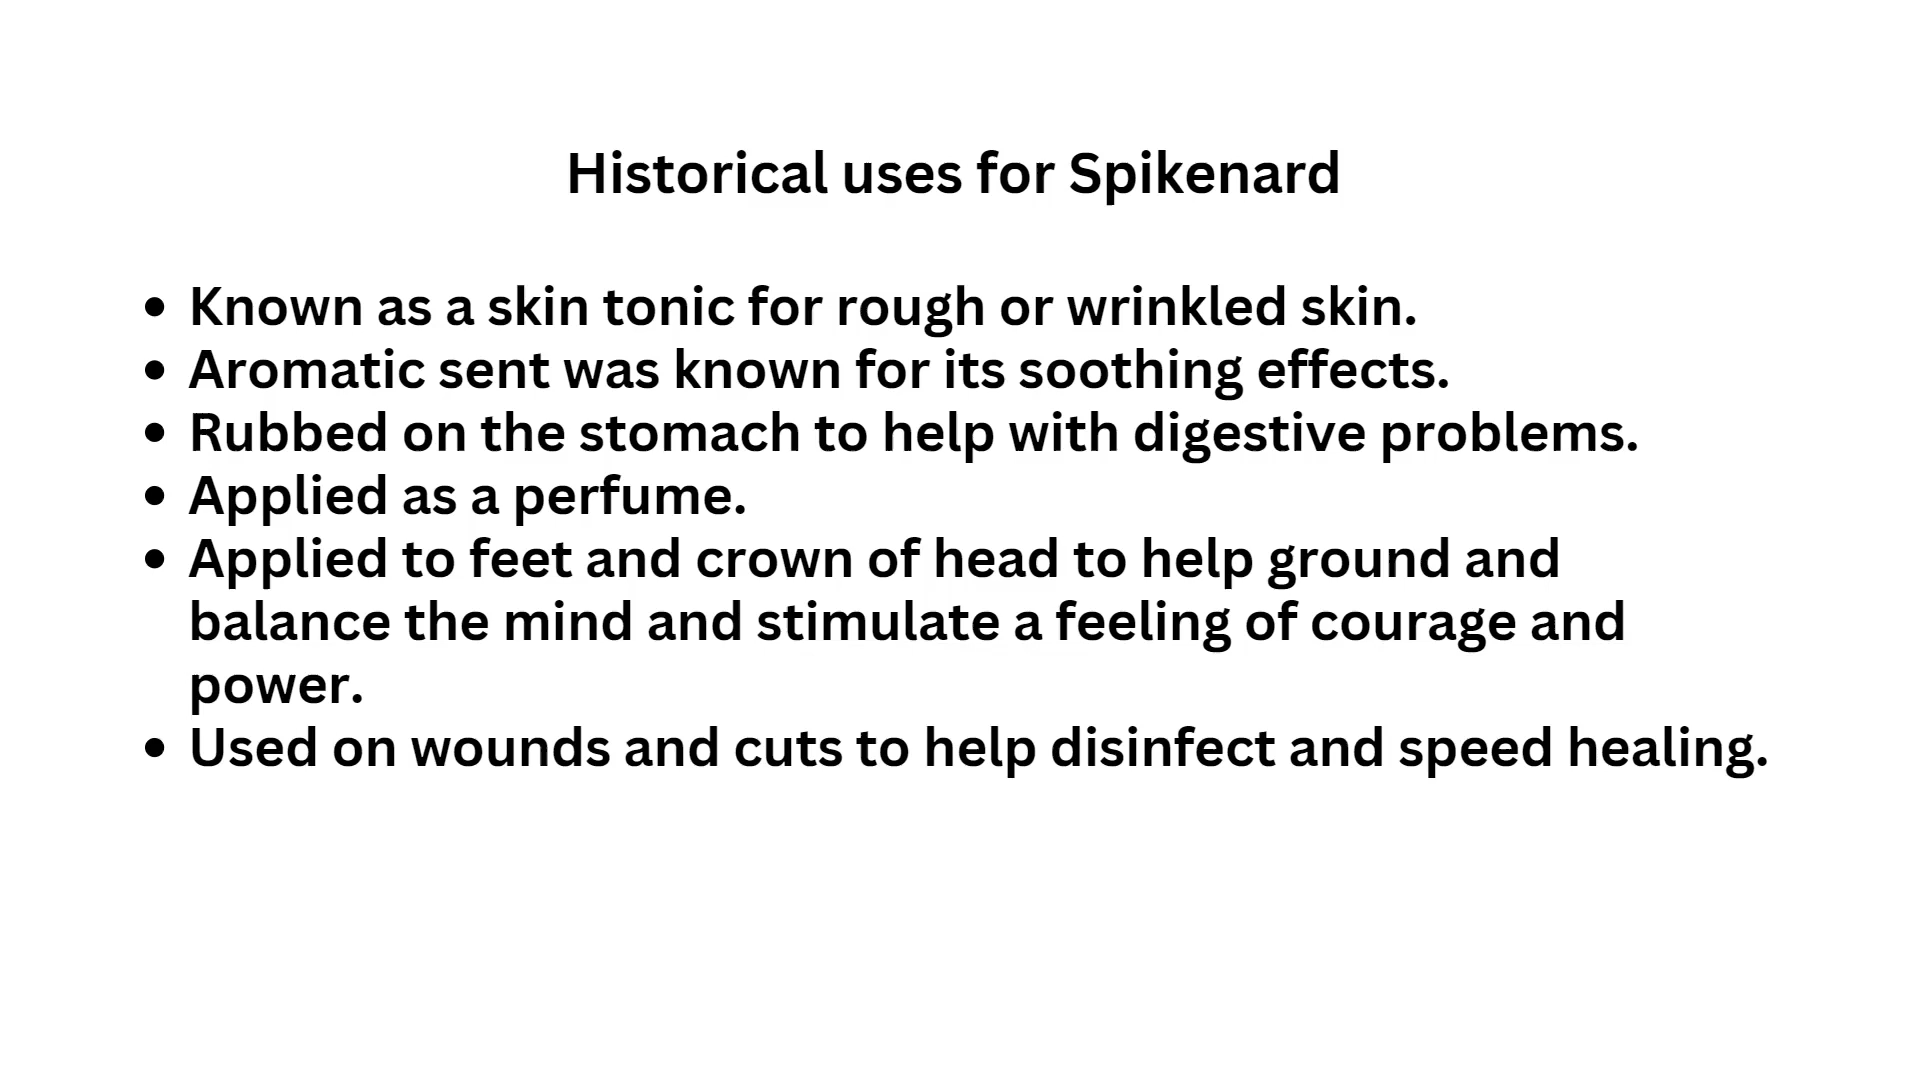 Historical uses for Spikenard
• Known as a skin tonic for rough or wrinkled skin.
• Aromatic sent was known for its soothing effects.
• Rubbed on the stomach to help with digestive problems.
• Applied as a perfume.
• Applied to feet and crown of head to help ground and
balance the mind and stimulate a feeling of courage and
power.
• Used on wounds and cuts to help disinfect and speed healing.